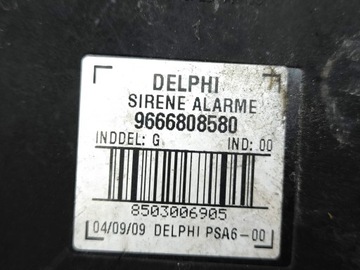 DELPHI
SIRENE ALARME
9666808580
INDDEL: G IND: 00
8503006905
04/09/09 DELPHI PSA6-00